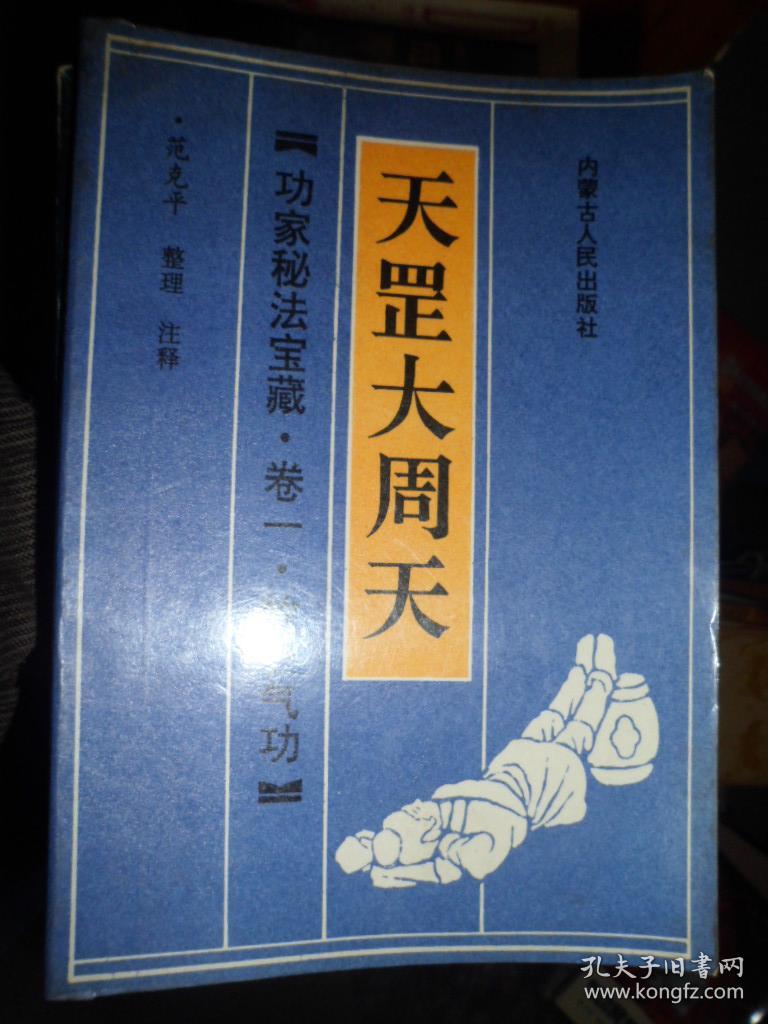 内蒙古人民出版社
天罡大周天
【功家秘法宝藏·卷一·气功】
·范克平 整理 注释
孔夫子旧書网
www.kongfz.com